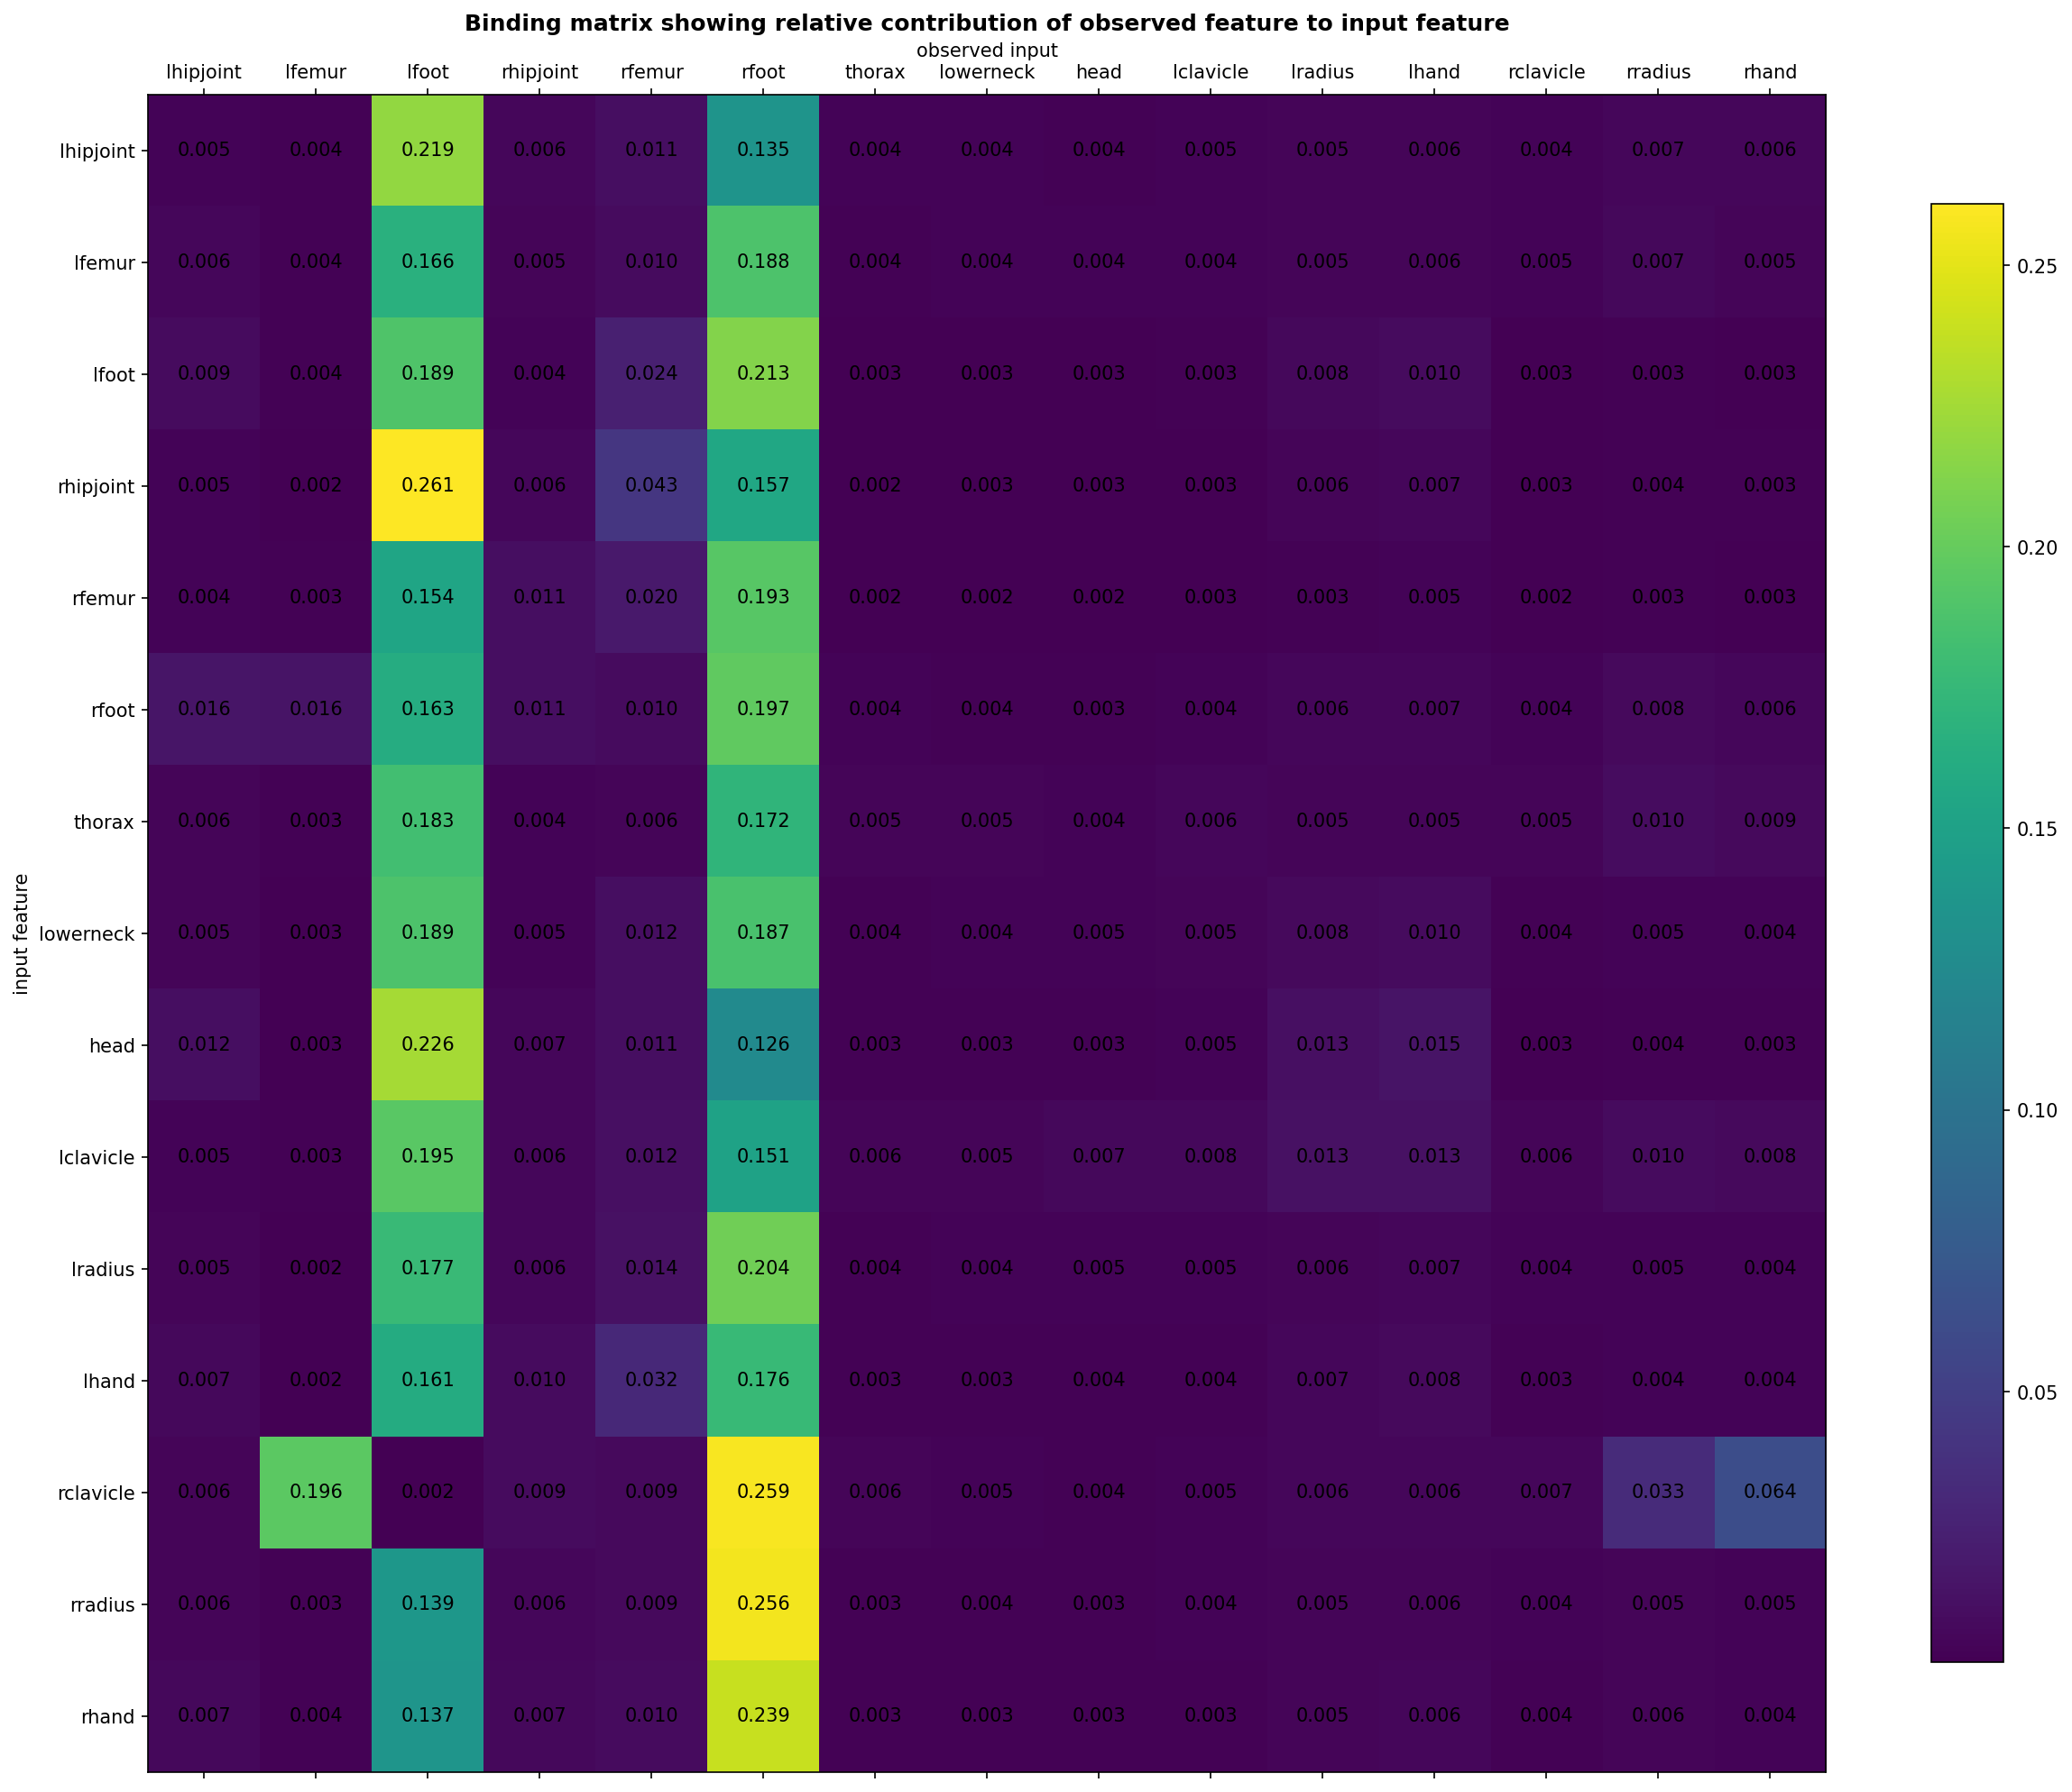 Binding matrix showing relative contribution of observed feature to input feature
observed input
lhipjoint lfemur lfoot rhipjoint rfemur rfoot thorax lowerneck head lclavicle lradius lhand rclavicle rradius rhand
lhipjoint 0.005 0.004 0.219 0.006 0.011 0.135 0.004 0.004 0.004 0.005 0.005 0.006 0.004 0.007 0.006
lfemur 0.006 0.004 0.166 0.005 0.010 0.188 0.004 0.004 0.004 0.004 0.005 0.006 0.005 0.007 0.005
lfoot 0.009 0.004 0.189 0.004 0.024 0.213 0.003 0.003 0.003 0.003 0.008 0.010 0.003 0.003 0.003
rhipjoint 0.005 0.002 0.261 0.006 0.043 0.157 0.002 0.003 0.003 0.003 0.006 0.007 0.003 0.004 0.003
rfemur 0.004 0.003 0.154 0.011 0.020 0.193 0.002 0.002 0.002 0.003 0.003 0.005 0.002 0.003 0.003
rfoot 0.016 0.016 0.163 0.011 0.010 0.197 0.004 0.004 0.003 0.004 0.006 0.007 0.004 0.008 0.006
thorax 0.006 0.003 0.183 0.004 0.006 0.172 0.005 0.005 0.004 0.006 0.005 0.005 0.005 0.010 0.009
lowerneck 0.005 0.003 0.189 0.005 0.012 0.187 0.004 0.004 0.005 0.005 0.008 0.010 0.004 0.005 0.004
head 0.012 0.003 0.226 0.007 0.011 0.126 0.003 0.003 0.003 0.005 0.013 0.015 0.003 0.004 0.003
lclavicle 0.005 0.003 0.195 0.006 0.012 0.151 0.006 0.005 0.007 0.008 0.013 0.013 0.006 0.010 0.008
lradius 0.005 0.002 0.177 0.006 0.014 0.204 0.004 0.004 0.005 0.005 0.006 0.007 0.004 0.005 0.004
lhand 0.007 0.002 0.161 0.010 0.032 0.176 0.003 0.003 0.004 0.004 0.007 0.008 0.003 0.004 0.004
rclavicle 0.006 0.196 0.002 0.009 0.009 0.259 0.006 0.005 0.004 0.005 0.006 0.006 0.007 0.033 0.064
rradius 0.006 0.003 0.139 0.006 0.009 0.256 0.003 0.004 0.003 0.004 0.005 0.006 0.004 0.005 0.005
rhand 0.007 0.004 0.137 0.007 0.010 0.239 0.003 0.003 0.003 0.003 0.005 0.006 0.004 0.006 0.004
input feature
0.25
0.20
0.15
0.10
0.05